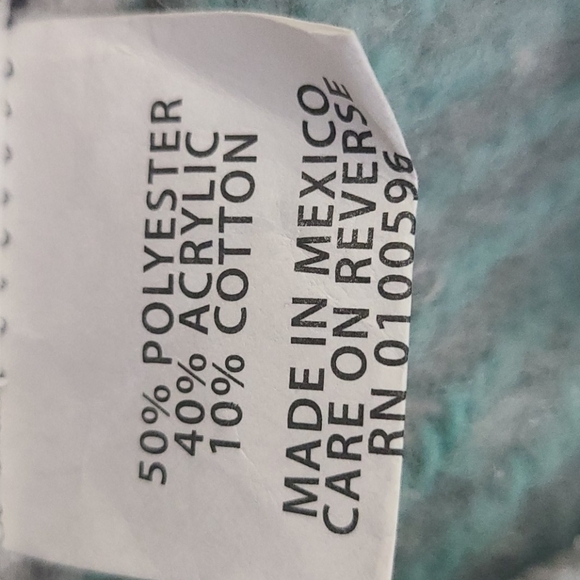 50% POLYESTER
40% ACRYLIC
10% COTTON
MADE IN MEXICO
CARE ON REVERSE
RN 0100596